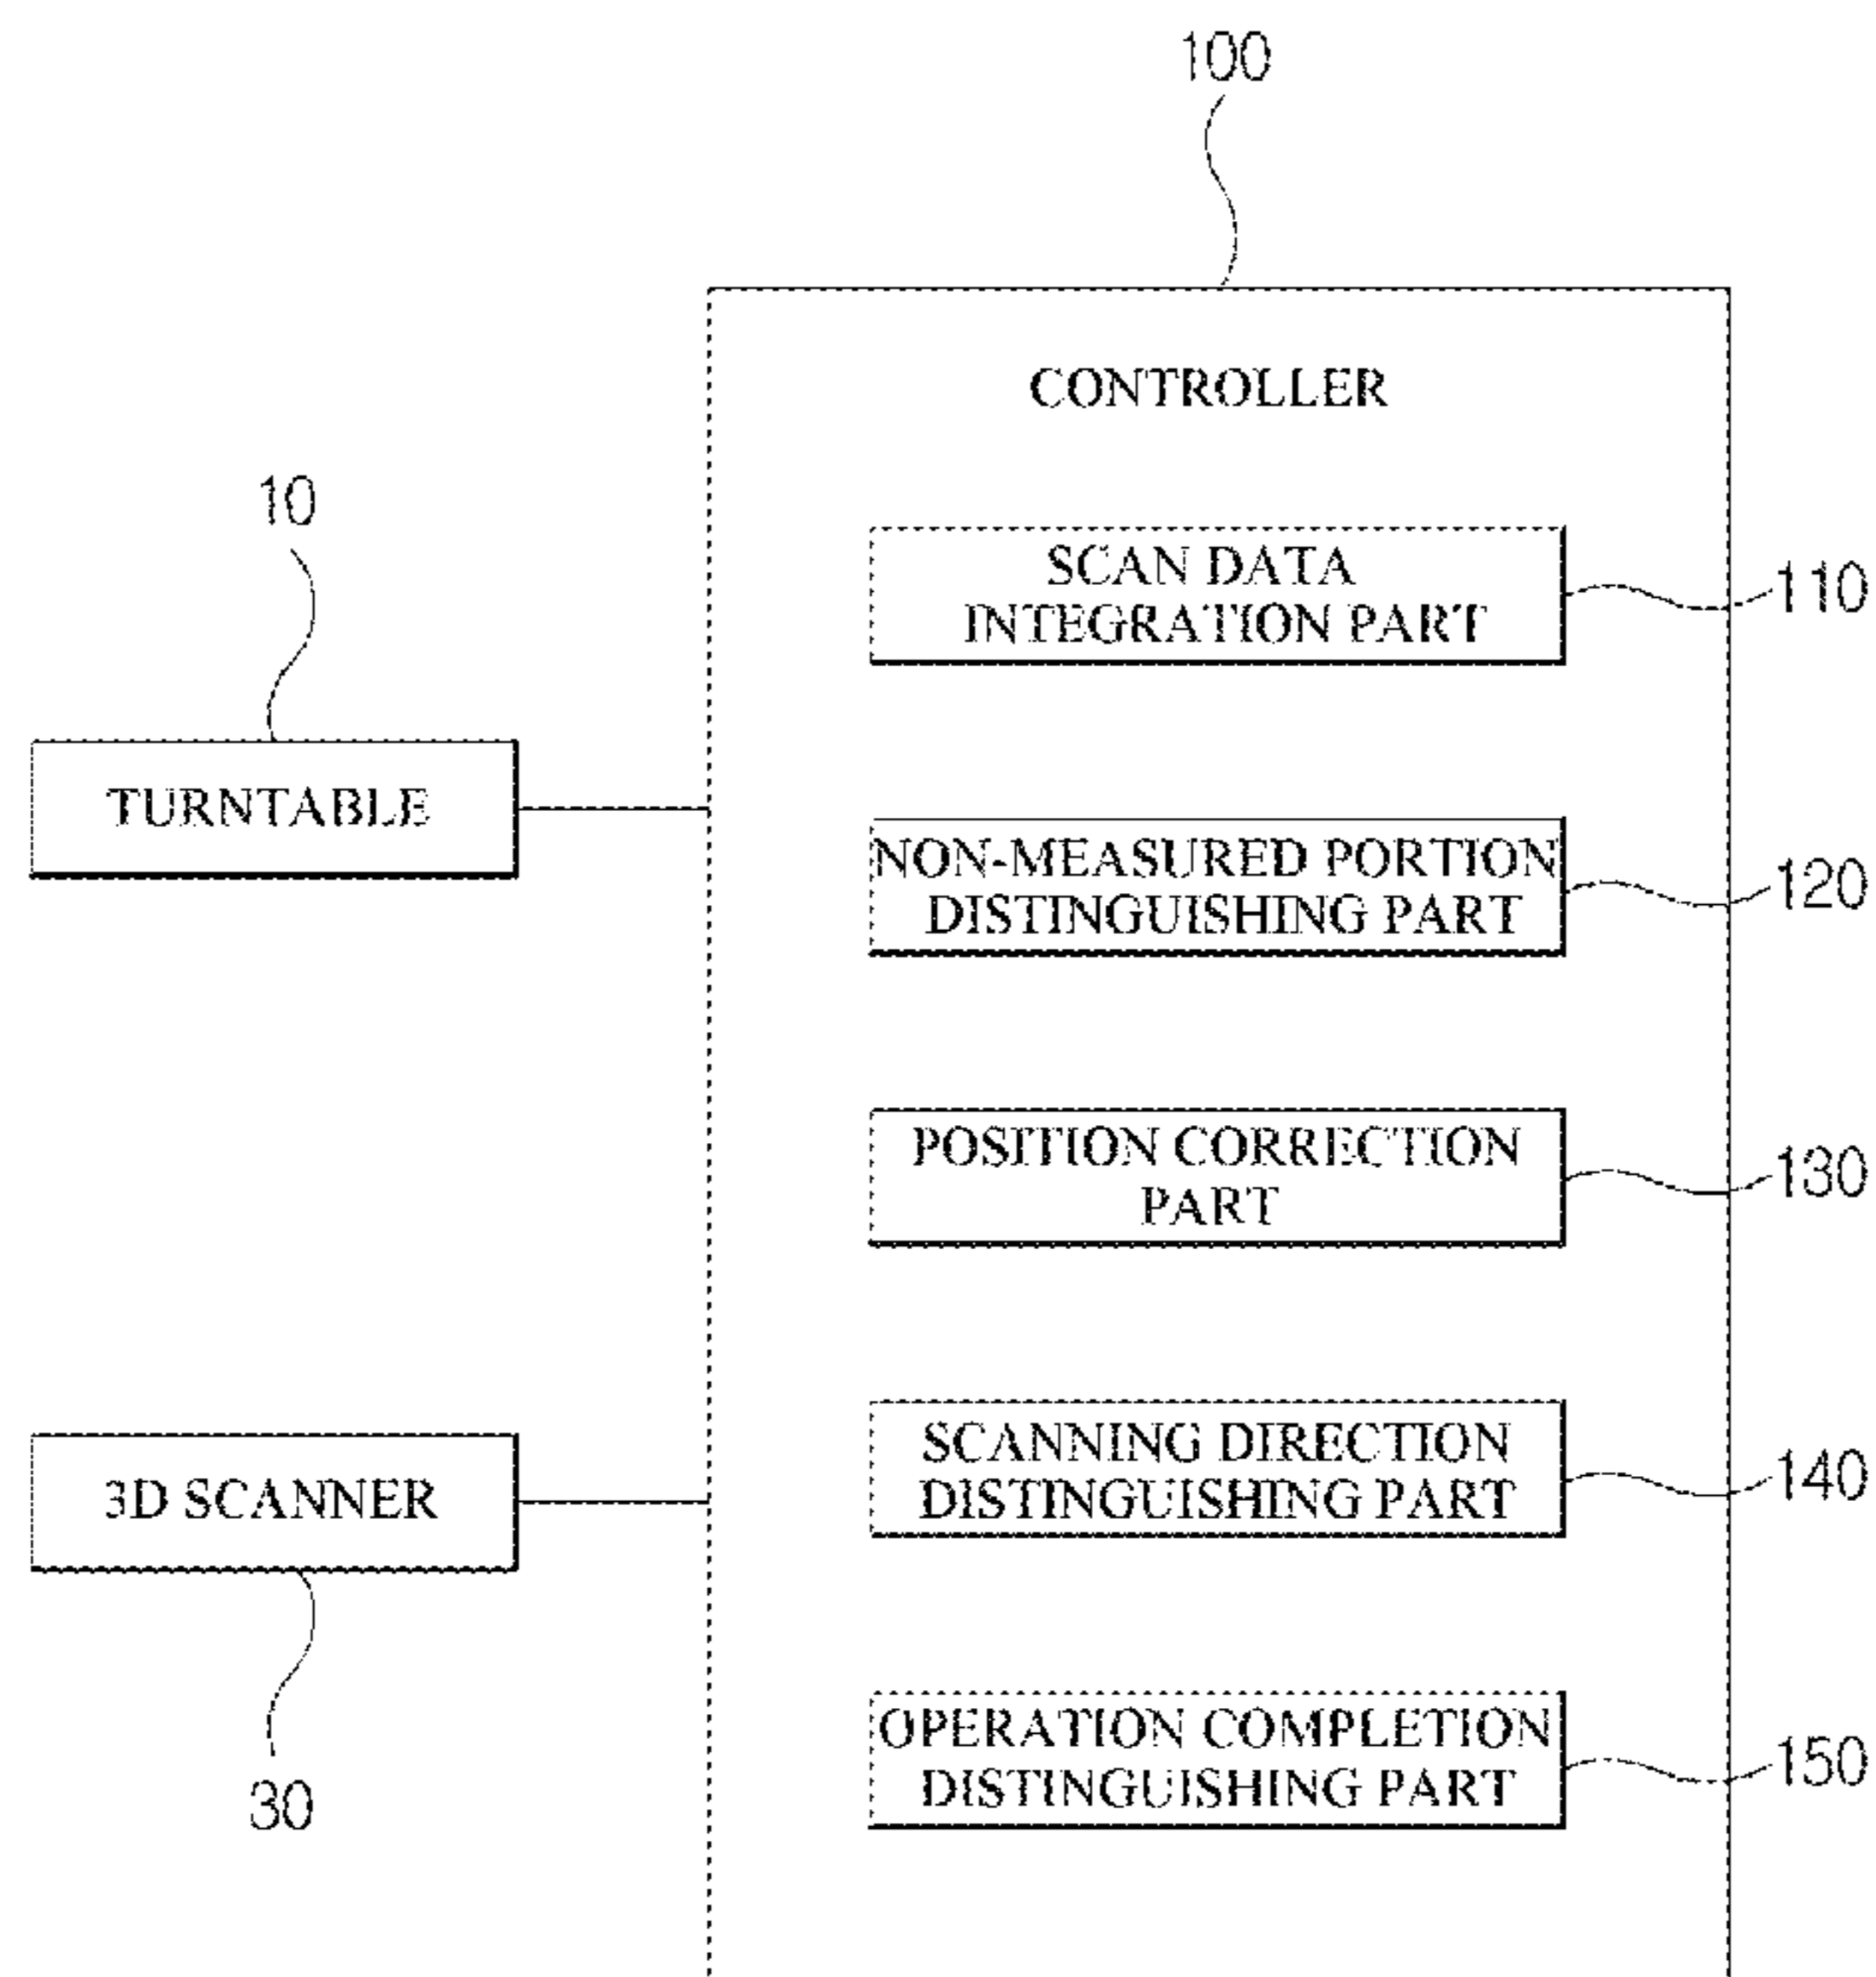 100
CONTROLLER
10
SCAN DATA
INTEGRATION PART
110
TURNTABLE
NON-MEASURED PORTION
DISTINGUISHING PART
120
POSITION CORRECTION
PART
130
3D SCANNER
SCANNING DIRECTION
DISTINGUISHING PART
140
30
OPERATION COMPLETION
DISTINGUISHING PART
150